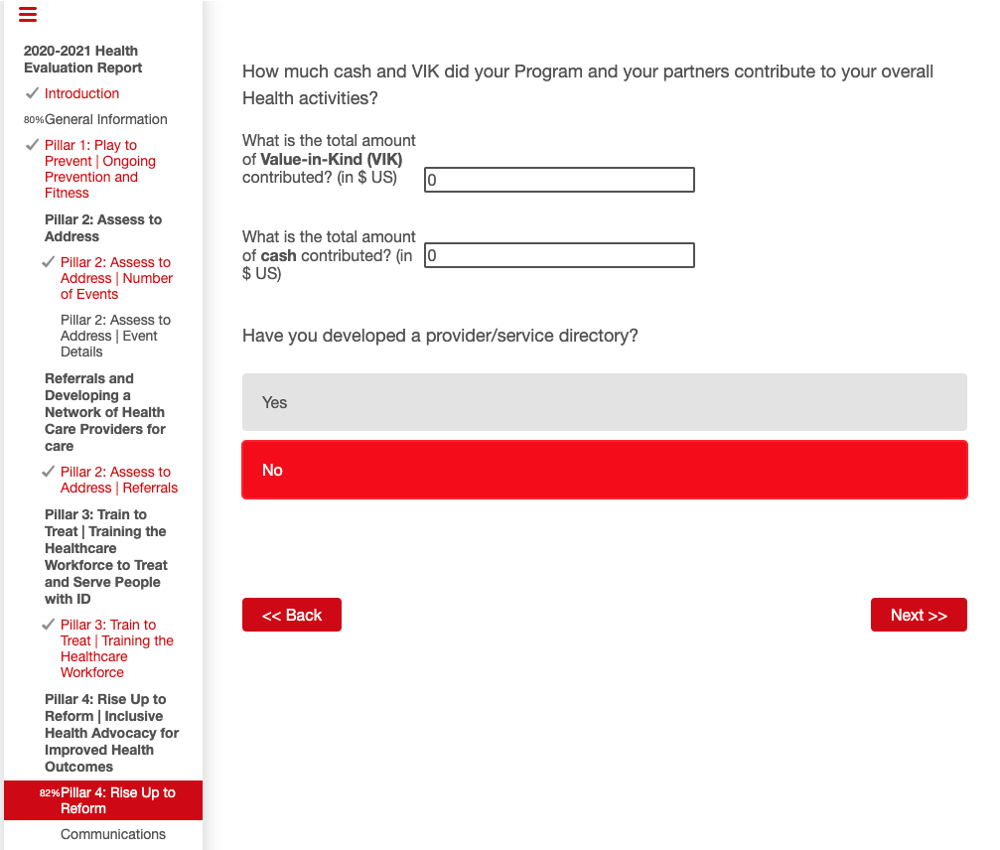 2020-2021 Health
Evaluation Report
Introduction
80%General Information
Pillar 1: Play to
Prevent | Ongoing
Prevention and
Fitness
Pillar 2: Assess to
Address
Pillar 2: Assess to
Address | Number
of Events
Pillar 2: Assess to
Address | Event
Details
Referrals and
Developing a
Network of Health
Care Providers for
care
Pillar 2: Assess to
Address | Referrals
Pillar 3: Train to
Treat | Training the
Healthcare
Workforce to Treat
and Serve People
with ID
Pillar 3: Train to
Treat | Training the
Healthcare
Workforce
Pillar 4: Rise Up to
Reform | Inclusive
Health Advocacy for
Improved Health
Outcomes
82%Pillar 4: Rise Up to
Reform
Communications
How much cash and VIK did your Program and your partners contribute to your overall
Health activities?
What is the total amount
of Value-in-Kind (VIK)
contributed? (in $ US)
0
What is the total amount
of cash contributed? (in
$ US)
0
Have you developed a provider/service directory?
Yes
No
<< Back
Next >>